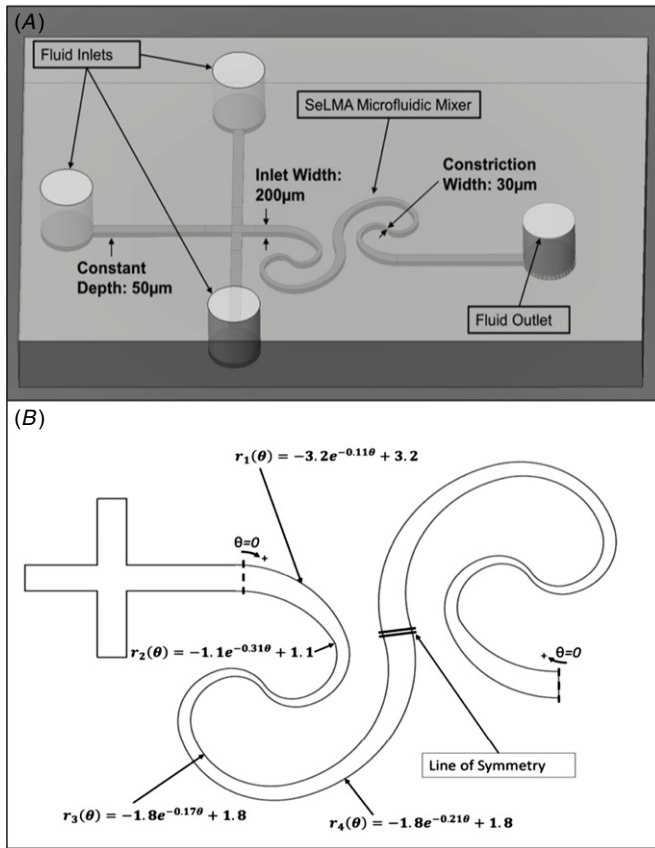 (A)
Fluid Inlets
SeLMA Microfluidic Mixer
Inlet Width:
200µm
Constriction
Width: 30µm
Constant
Depth: 50µm
Fluid Outlet
(B)
r₁(θ) = −3.2e^{−0.11θ} + 3.2
θ=0
+
r₂(θ) = −1.1e^{−0.31θ} + 1.1
+ θ=0
Line of Symmetry
r₃(θ) = −1.8e^{−0.17θ} + 1.8
r₄(θ) = −1.8e^{−0.21θ} + 1.8